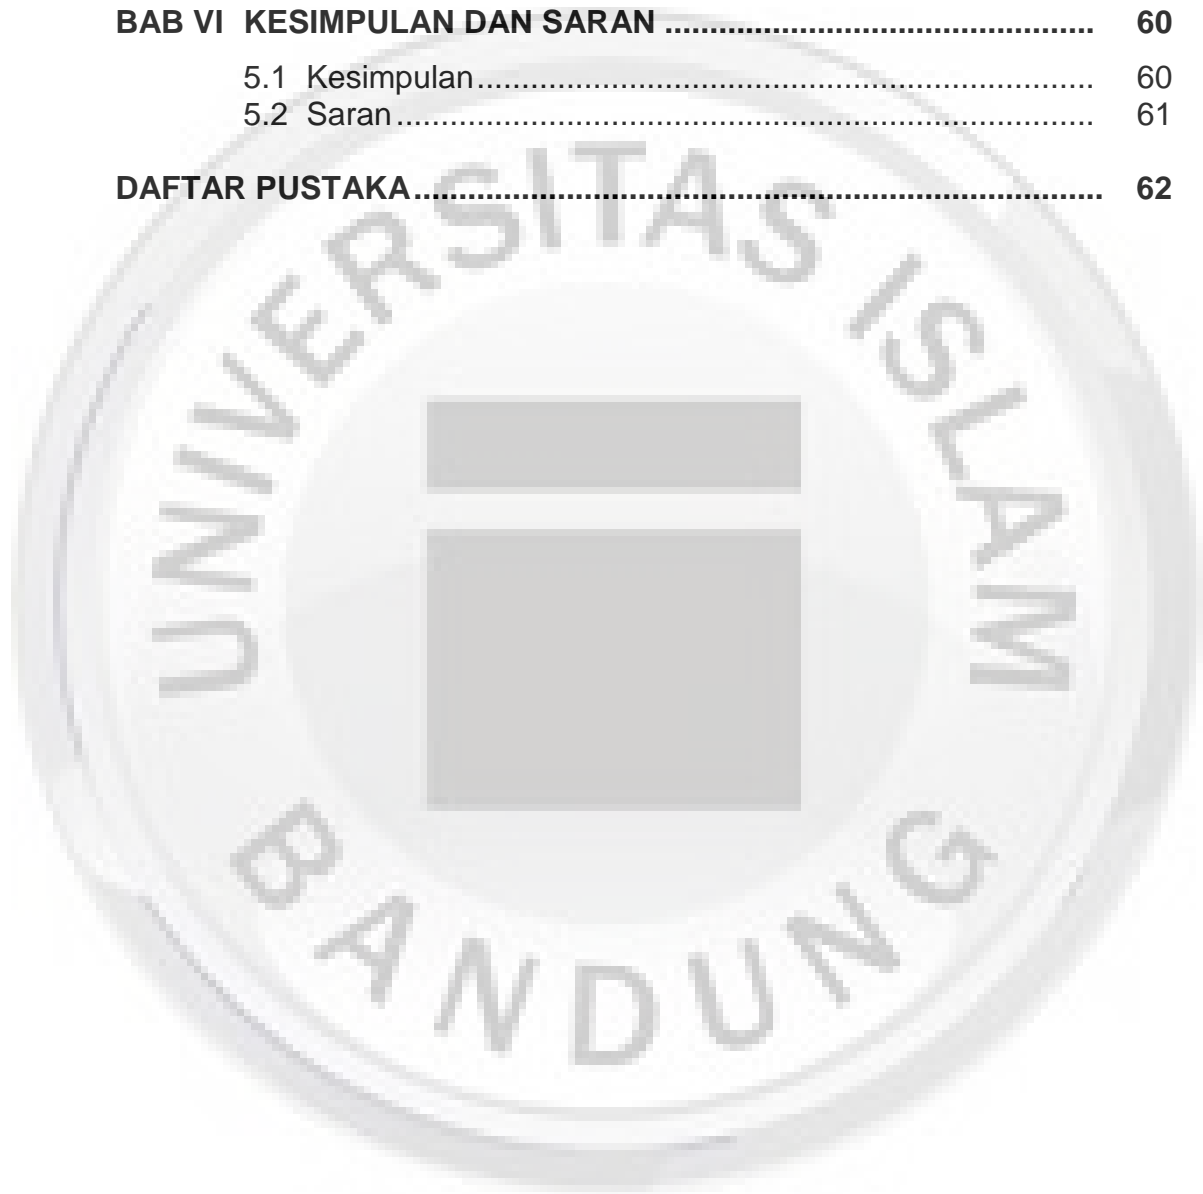 BAB VI KESIMPULAN DAN SARAN ................................................ 60
5.1 Kesimpulan..................................................................... 60
5.2 Saran .............................................................................. 61
DAFTAR PUSTAKA............................................................................ 62
UNIVERSITAS ISLAM
BANDUNG